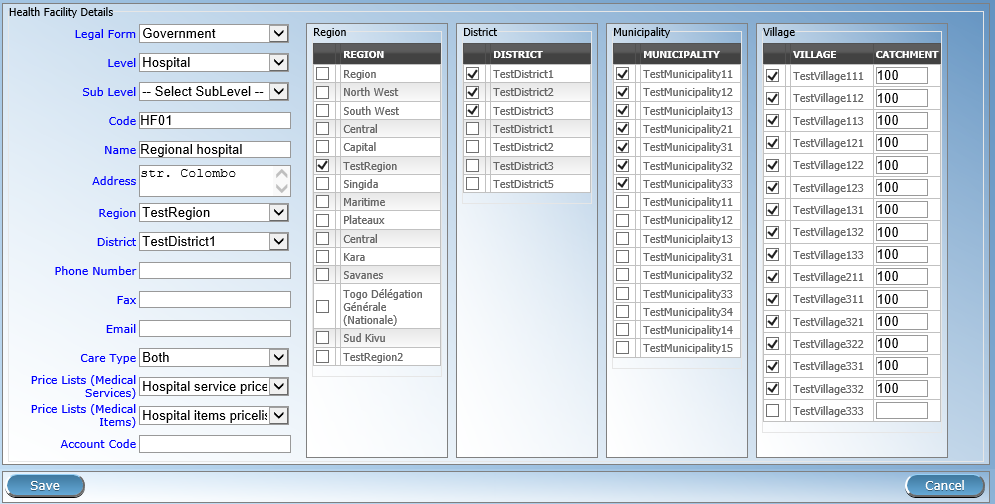 Health Facility Details
Legal Form Government
Level Hospital
Sub Level -- Select SubLevel --
Code HF01
Name Regional hospital
Address str. Colombo
Region TestRegion
District TestDistrict1
Phone Number
Fax
Email
Care Type Both
Price Lists (Medical
Services) Hospital service price
Price Lists (Medical
Items) Hospital items pricelis
Account Code
Region
REGION
Region
North West
South West
Central
Capital
TestRegion
Singida
Maritime
Plateaux
Central
Kara
Savanes
Togo Délégation
Générale
(Nationale)
Sud Kivu
TestRegion2
District
DISTRICT
TestDistrict1
TestDistrict2
TestDistrict3
TestDistrict1
TestDistrict2
TestDistrict3
TestDistrict5
Municipality
MUNICIPALITY
TestMunicipality11
TestMunicipality12
TestMunicipality13
TestMunicipality21
TestMunicipality31
TestMunicipality32
TestMunicipality33
TestMunicipality11
TestMunicipality12
TestMuniciplaity13
TestMunicipality31
TestMunicipality32
TestMunicipality33
TestMunicipality34
TestMunicipality14
TestMunicipality15
Village
VILLAGE CATCHMENT
TestVillage111 100
TestVillage112 100
TestVillage113 100
TestVillage121 100
TestVillage122 100
TestVillage123 100
TestVillage131 100
TestVillage132 100
TestVillage133 100
TestVillage211 100
TestVillage311 100
TestVillage321 100
TestVillage322 100
TestVillage331 100
TestVillage332 100
TestVillage333
Save
Cancel